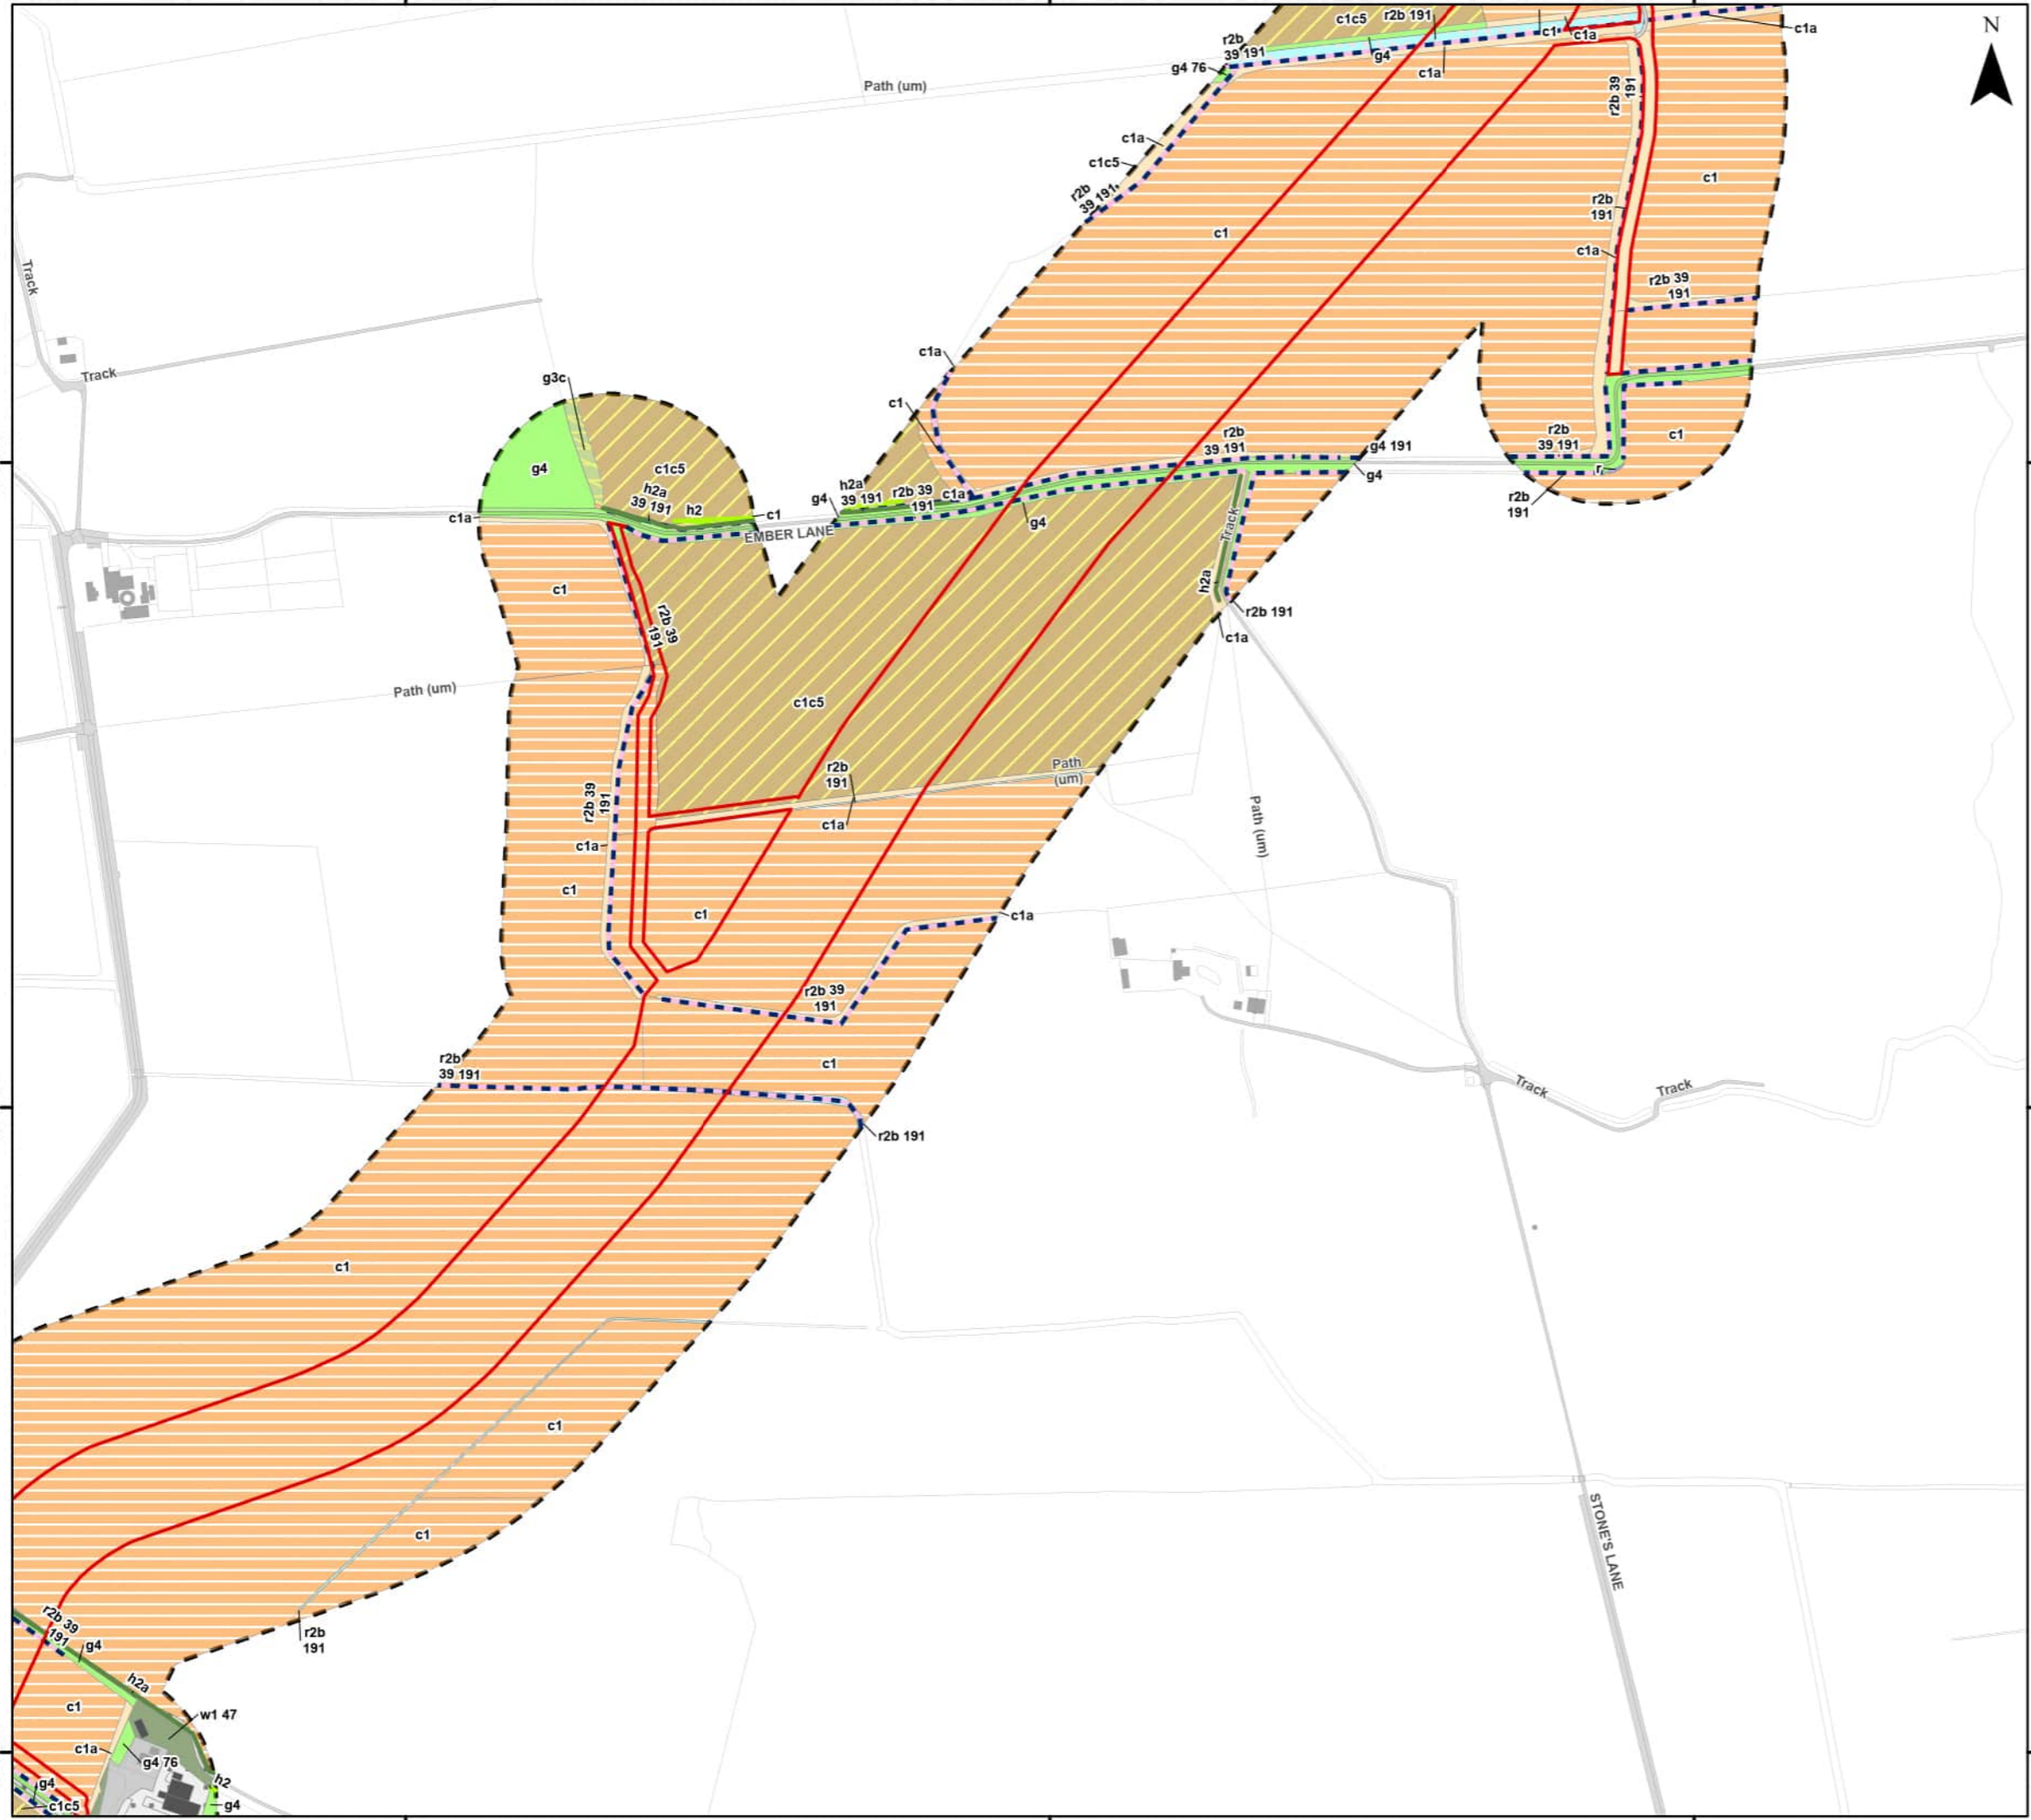 c1c5
r2b 191
N
r2b
39 191
c1
c1a
c1a
g4
g4 76
c1a
Path (um)
r2b 39
191
c1a
c1c5
r2b
39 191
c1
r2b
191
c1
c1a
Track
r2b 39
191
c1a
Track
g3c
c1
r2b
39 191
g4 191
r2b
39 191
c1
g4
c1c5
g4
r
h2a
39 191
h2
c1
h2a
39 191
r2b 39
191
c1a
g4
r2b
191
c1a
EMBER LANE
g4
Track
c1
h2a
r2b 191
c1a
r2b 39
191
Path (um)
c1c5
r2b
191
Path
(um)
r2b 39
191
c1a
Path (um)
c1a
c1
c1
c1a
r2b 39
191
r2b
39 191
c1
Track
Track
r2b 191
c1
c1
c1
STONE'S LANE
r2b 39
191
g4
r2b
191
h2a
c1
w1 47
c1a
g4 76
h2
g4
c1c5
g4